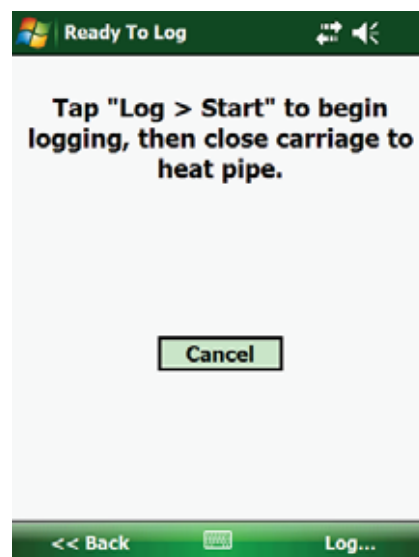 Ready To Log
Tap "Log > Start" to begin
logging, then close carriage to
heat pipe.
Cancel
<< Back
Log...